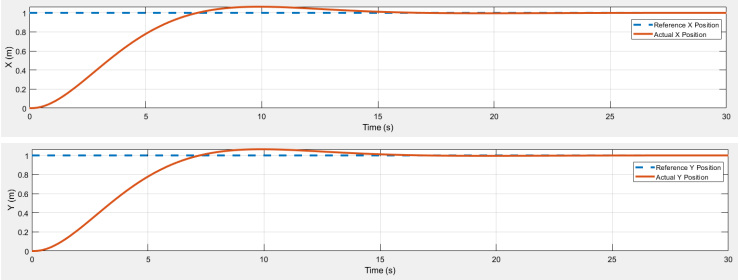 X (m)
1
0.8
0.6
0.4
0.2
0
Reference X Position
Actual X Position
0 5 10 15 20 25 30
Time (s)
Y (m)
1
0.8
0.6
0.4
0.2
0
Reference Y Position
Actual Y Position
0 5 10 15 20 25 30
Time (s)